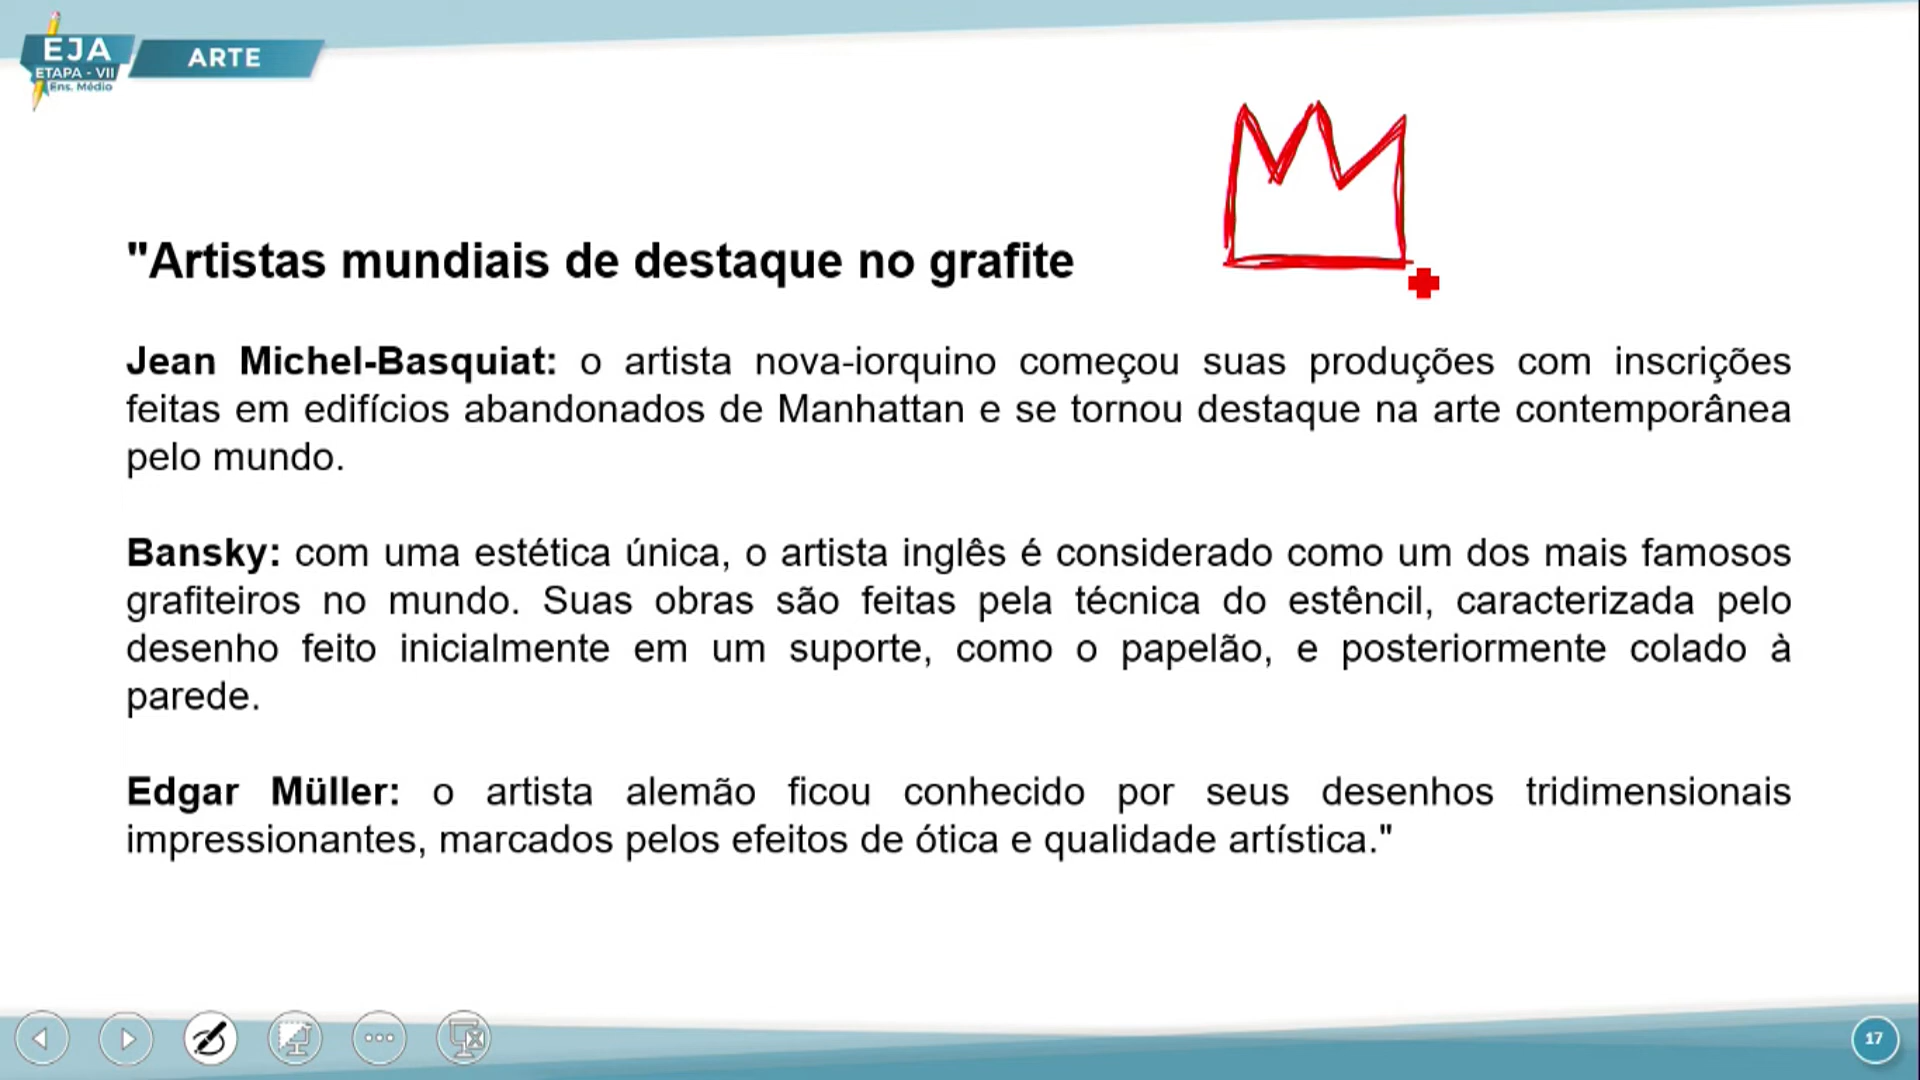 EJA
ETAPA - VII
Ens. Médio
ARTE
"Artistas mundiais de destaque no grafite
Jean Michel-Basquiat: o artista nova-iorquino começou suas produções com inscrições
feitas em edifícios abandonados de Manhattan e se tornou destaque na arte contemporânea
pelo mundo.
Bansky: com uma estética única, o artista inglês é considerado como um dos mais famosos
grafiteiros no mundo. Suas obras são feitas pela técnica do estêncil, caracterizada pelo
desenho feito inicialmente em um suporte, como o papelão, e posteriormente colado à
parede.
Edgar Müller: o artista alemão ficou conhecido por seus desenhos tridimensionais
impressionantes, marcados pelos efeitos de ótica e qualidade artística."
17